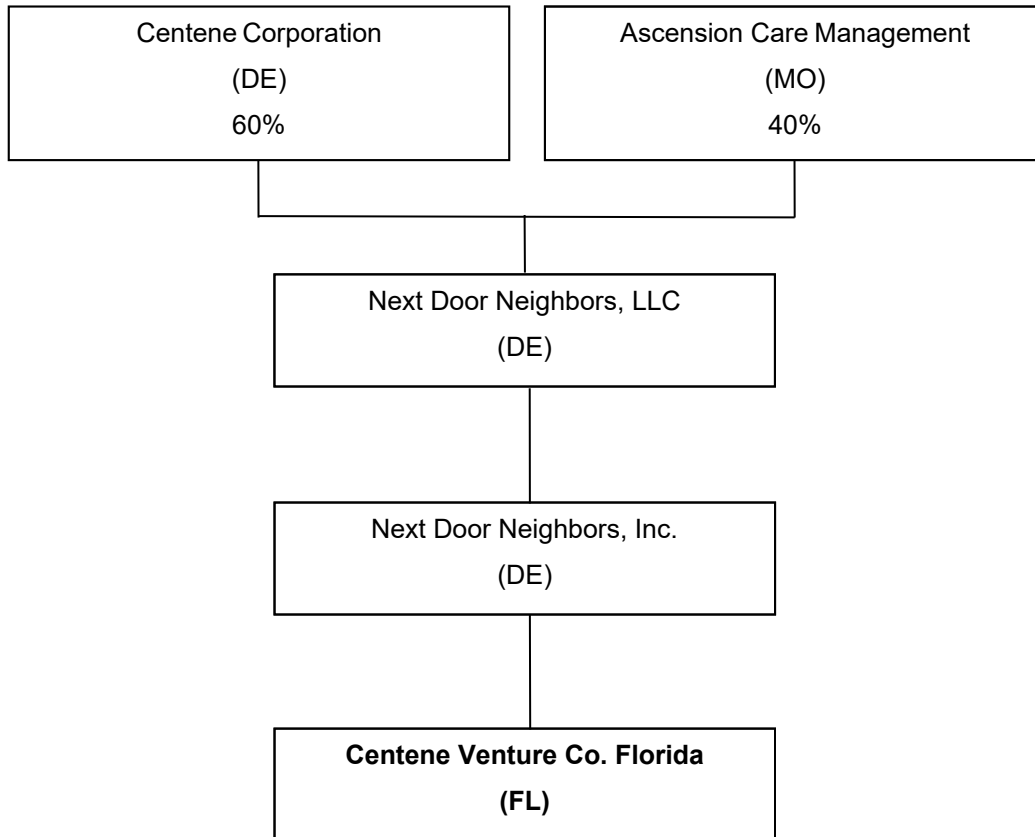 Centene Corporation
(DE)
60%
Ascension Care Management
(MO)
40%
Next Door Neighbors, LLC
(DE)
Next Door Neighbors, Inc.
(DE)
Centene Venture Co. Florida
(FL)